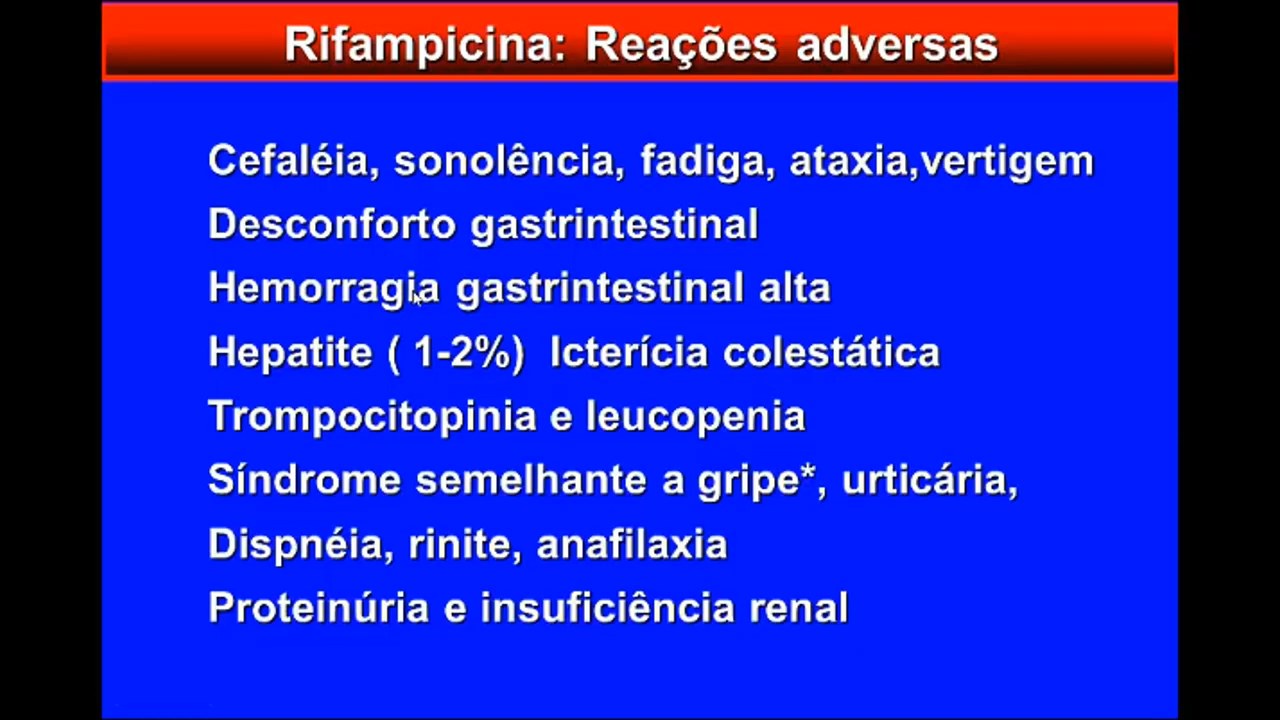 Rifampicina: Reações adversas
Cefaléia, sonolência, fadiga, ataxia,vertigem
Desconforto gastrintestinal
Hemorragia gastrintestinal alta
Hepatite ( 1-2%) Icterícia colestática
Trompocitopinia e leucopenia
Síndrome semelhante a gripe*, urticária,
Dispnéia, rinite, anafilaxia
Proteinúria e insuficiência renal